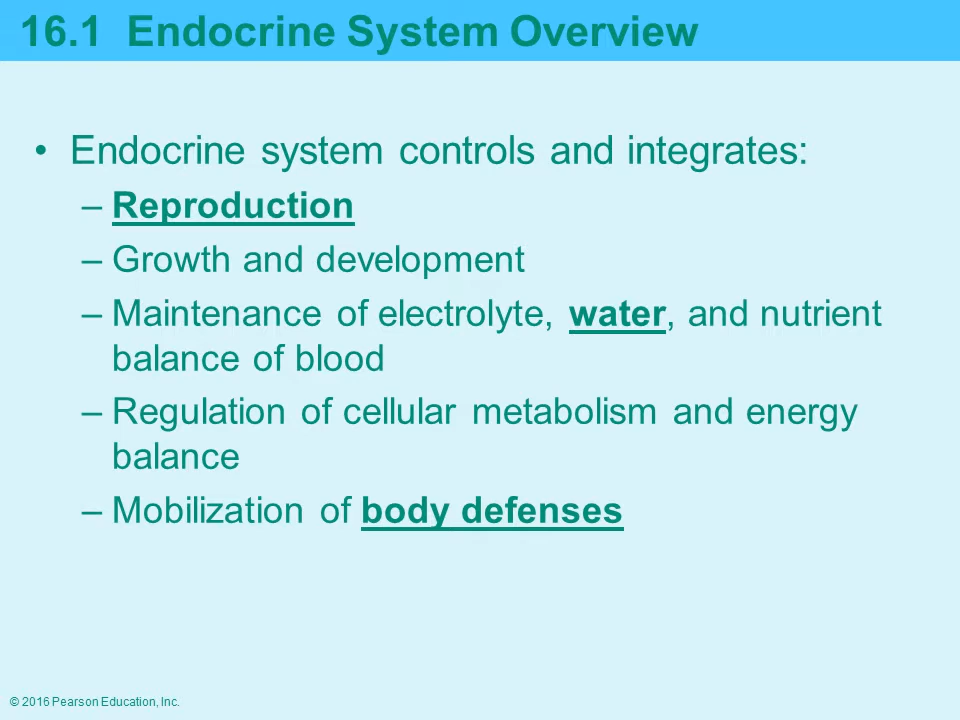 16.1 Endocrine System Overview
• Endocrine system controls and integrates:
– Reproduction
– Growth and development
– Maintenance of electrolyte, water, and nutrient
balance of blood
– Regulation of cellular metabolism and energy
balance
– Mobilization of body defenses
© 2016 Pearson Education, Inc.